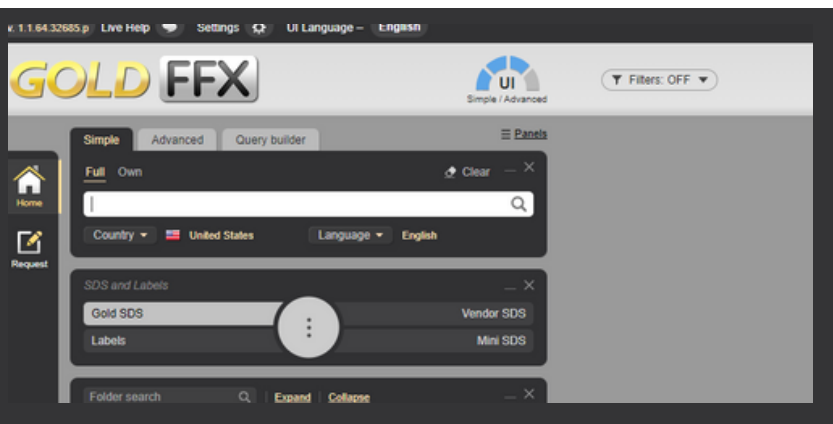 v. 1.1.64.32685.p Live Help Settings UI Language – English
GOLD FFX
UI
Simple / Advanced
Filters: OFF
Simple Advanced Query builder
Panels
Full Own
Clear
Home
Country United States Language English
Request
SDS and Labels
Gold SDS Vendor SDS
Labels Mini SDS
Folder search Expand Collapse